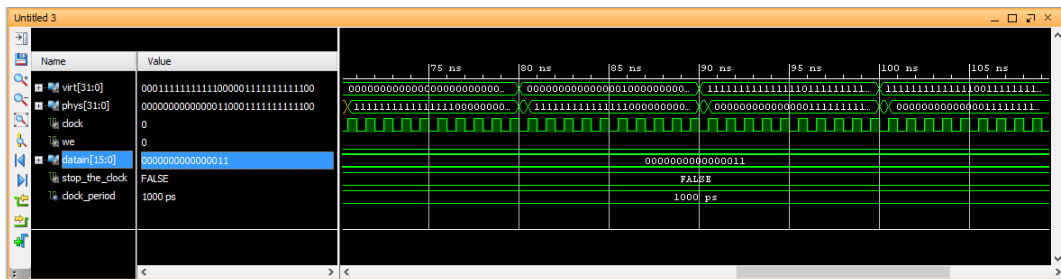 Untitled 3
Name Value
75 ns 80 ns 85 ns 90 ns 95 ns 100 ns 105 ns
virt[31:0] 00011111111110000011111111111100
phys[31:0] 00000000000000110001111111111100
clock 0
we 0
datain[15:0] 0000000000000011 0000000000000011
stop_the_clock FALSE FALSE
clock_period 1000 ps 1000 ps